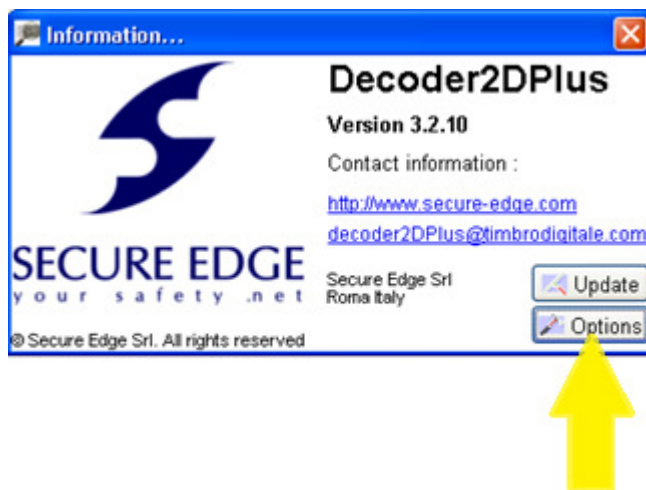 Information...
Decoder2DPlus
Version 3.2.10
Contact information :
http://www.secure-edge.com
decoder2DPlus@timbrodigitale.com
SECURE EDGE
your safety .net
Secure Edge Srl
Roma Italy
Update
Options
© Secure Edge Srl. All rights reserved